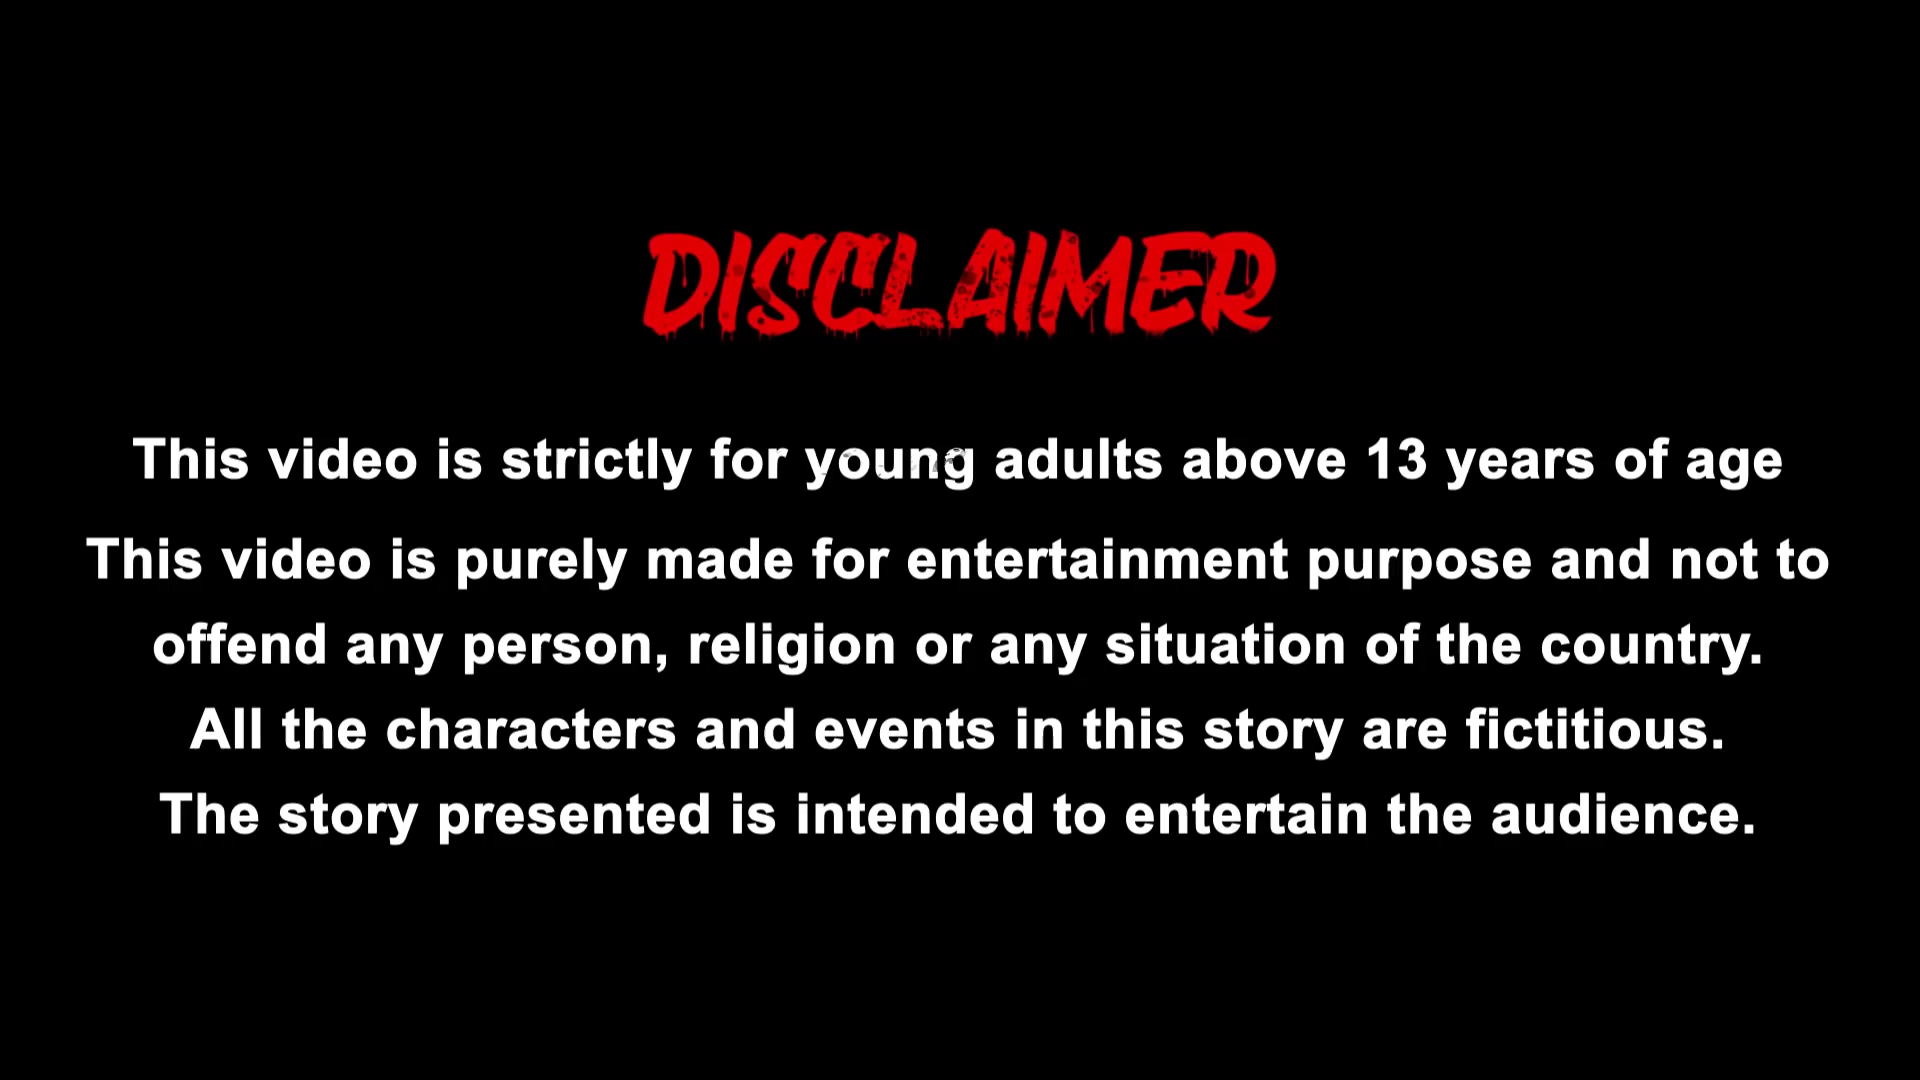 DISCLAIMER
This video is strictly for young adults above 13 years of age
This video is purely made for entertainment purpose and not to
offend any person, religion or any situation of the country.
All the characters and events in this story are fictitious.
The story presented is intended to entertain the audience.